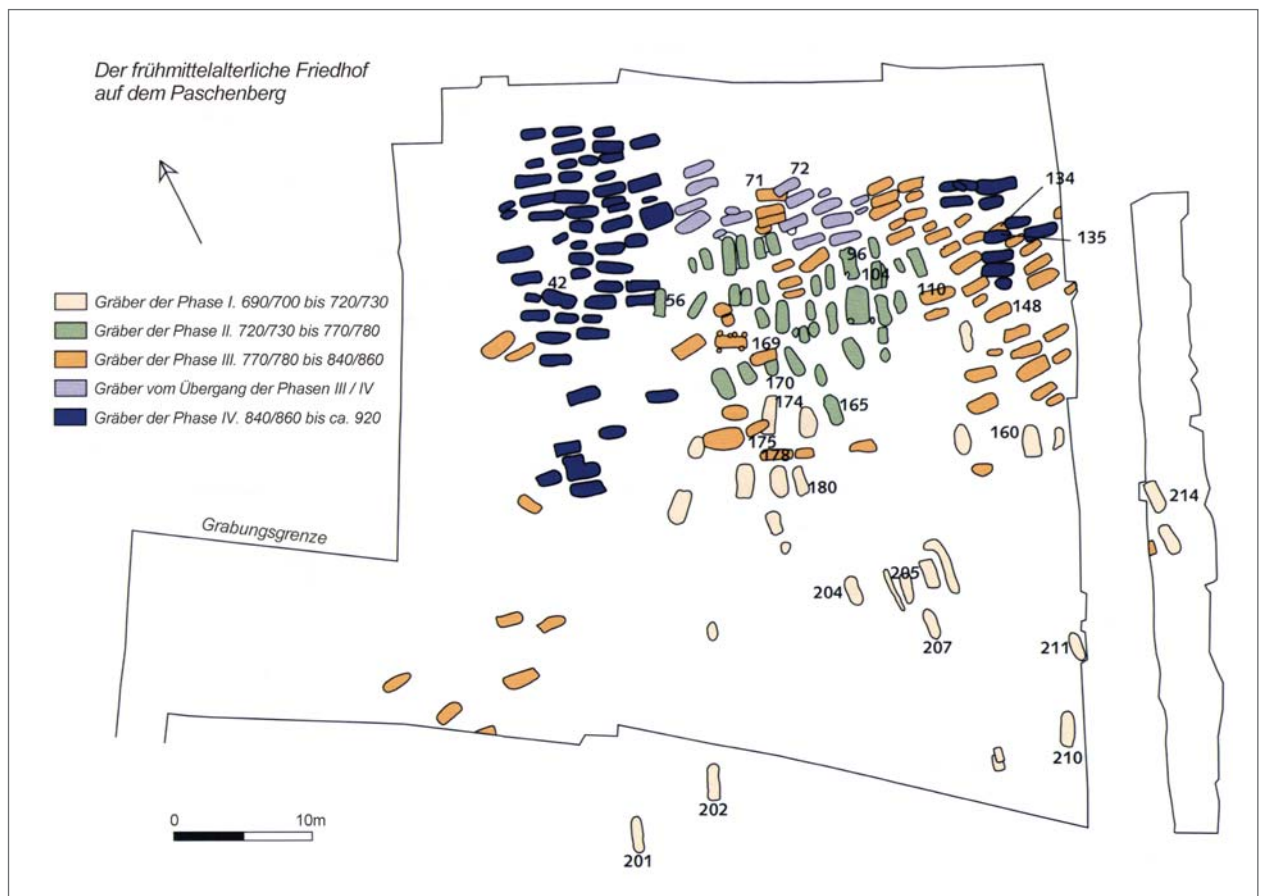 Der frühmittelalterliche Friedhof
auf dem Paschenberg
Gräber der Phase I. 690/700 bis 720/730
Gräber der Phase II. 720/730 bis 770/780
Gräber der Phase III. 770/780 bis 840/860
Gräber vom Übergang der Phasen III / IV
Gräber der Phase IV. 840/860 bis ca. 920
Grabungsgrenze
0 10m
71
72
134
135
96
104
42
56
110
148
169
170
174
165
175
178
160
180
214
204
205
207
211
210
202
201